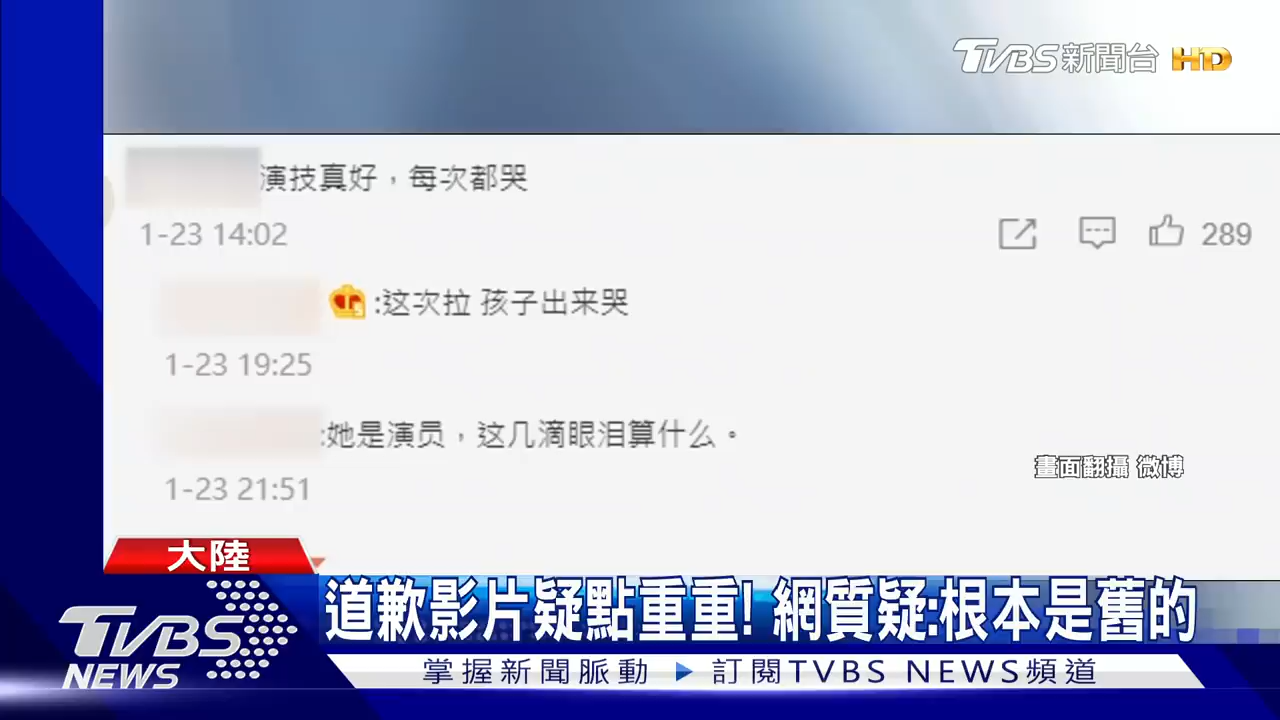 TVBS新聞台 HD
演技真好，每次都哭
1-23 14:02
289
:这次拉 孩子出来哭
1-23 19:25
:她是演员，这几滴眼泪算什么。
1-23 21:51
畫面翻攝 微博
大陸
道歉影片疑點重重! 網質疑:根本是舊的
TVBS
NEWS
掌握新聞脈動 ▶ 訂閱TVBS NEWS頻道